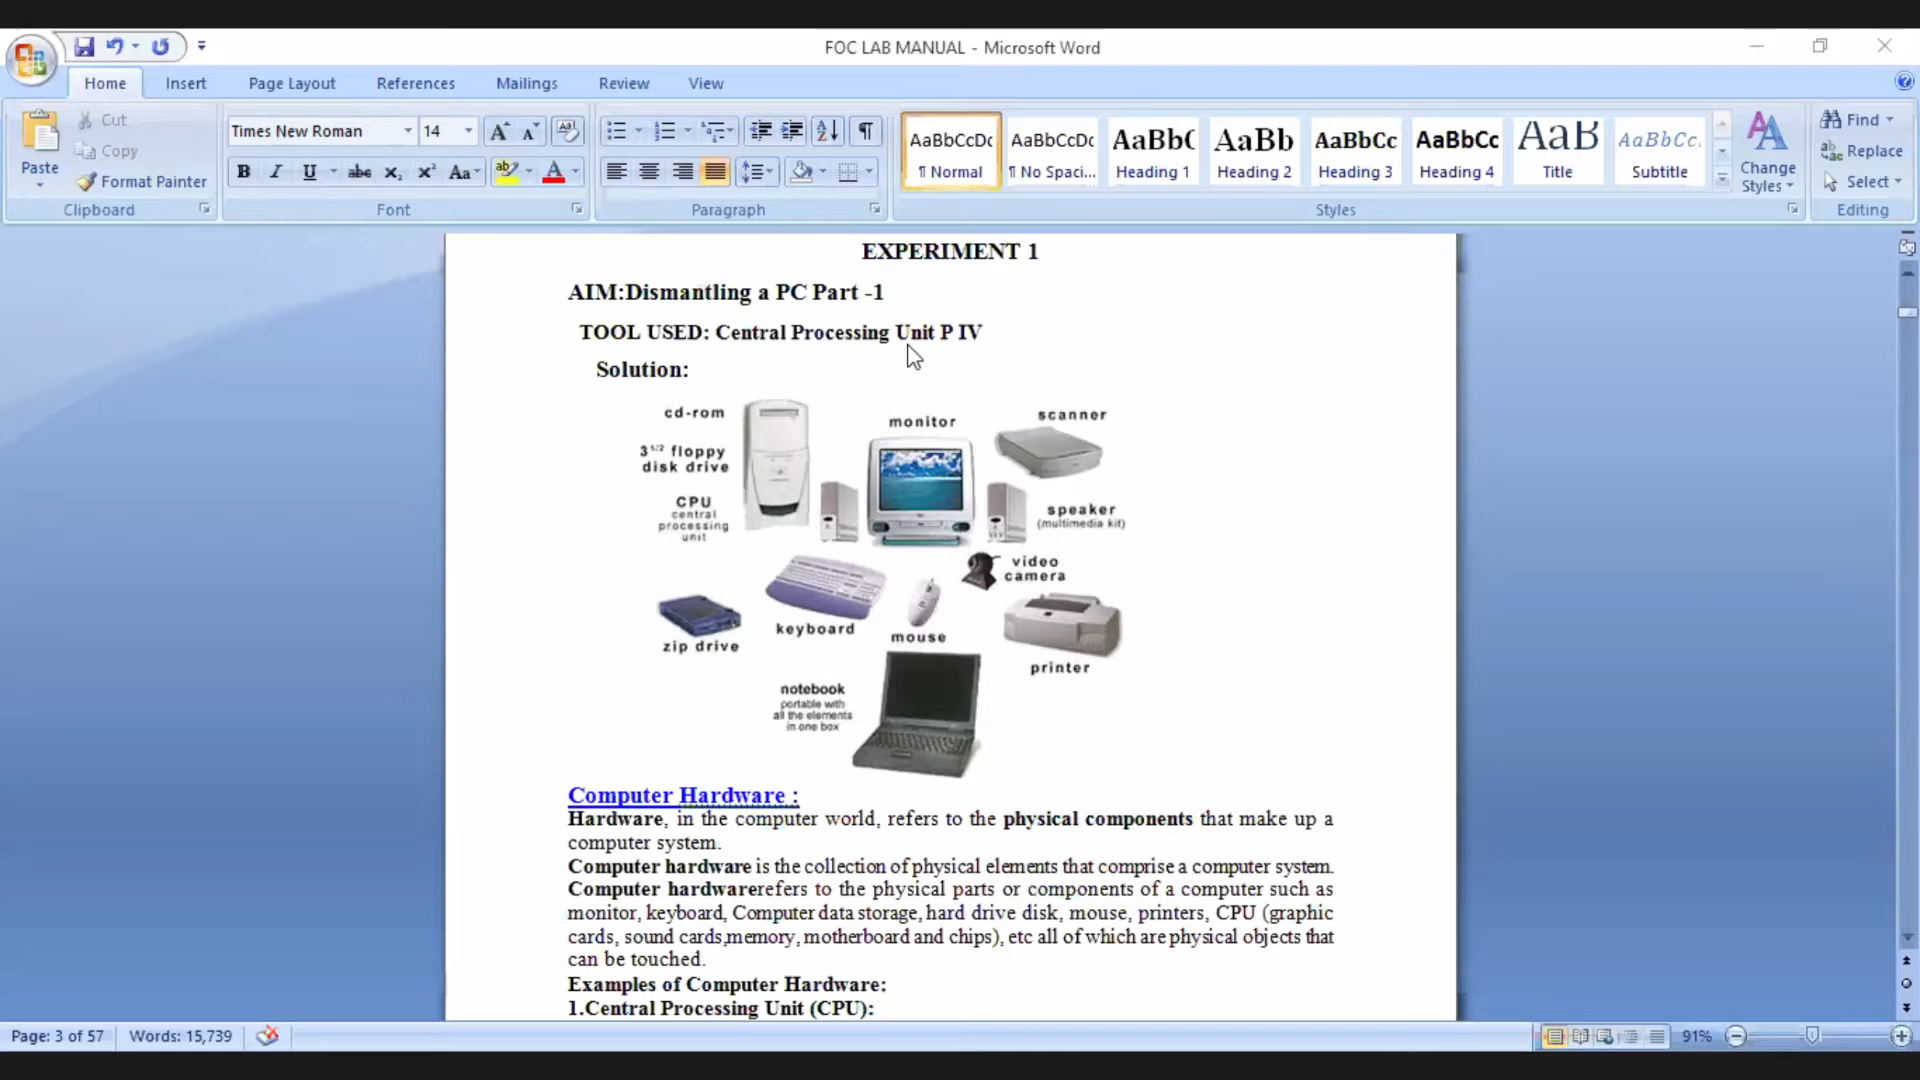 FOC LAB MANUAL - Microsoft Word
Home Insert Page Layout References Mailings Review View
Paste
Cut
Copy
Format Painter
Clipboard
Times New Roman 14
Font
Paragraph
AaBbCcDc AaBbCcDc AaBbC AaBb AaBbCc AaBbCc AaB AaBbCc.
¶ Normal ¶ No Spaci... Heading 1 Heading 2 Heading 3 Heading 4 Title Subtitle
Styles
Change
Styles
Find
Replace
Select
Editing
EXPERIMENT 1
AIM:Dismantling a PC Part -1
TOOL USED: Central Processing Unit P IV
Solution:
cd-rom
3 1/2 floppy
disk drive
CPU
central
processing
unit
monitor
scanner
speaker
(multimedia kit)
video
camera
keyboard
mouse
zip drive
printer
notebook
portable with
all the elements
in one box
Computer Hardware :
Hardware, in the computer world, refers to the physical components that make up a
computer system.
Computer hardware is the collection of physical elements that comprise a computer system.
Computer hardwarerefers to the physical parts or components of a computer such as
monitor, keyboard, Computer data storage, hard drive disk, mouse, printers, CPU (graphic
cards, sound cards,memory, motherboard and chips), etc all of which are physical objects that
can be touched.
Examples of Computer Hardware:
1.Central Processing Unit (CPU):
Page: 3 of 57 Words: 15,739 91%